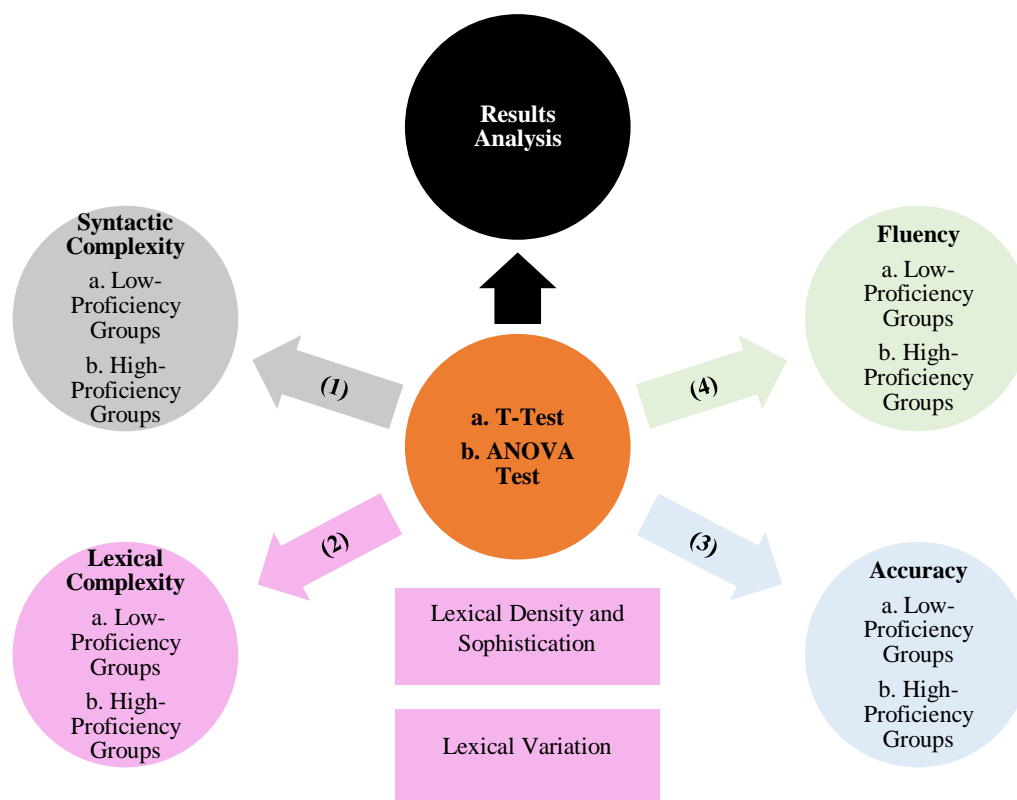 Results
Analysis
Syntactic
Complexity
a. Low-
Proficiency
Groups
b. High-
Proficiency
Groups
(1)
a. T-Test
b. ANOVA
Test
(4)
Fluency
a. Low-
Proficiency
Groups
b. High-
Proficiency
Groups
Lexical
Complexity
a. Low-
Proficiency
Groups
b. High-
Proficiency
Groups
(2)
Lexical Density and
Sophistication
Lexical Variation
(3)
Accuracy
a. Low-
Proficiency
Groups
b. High-
Proficiency
Groups